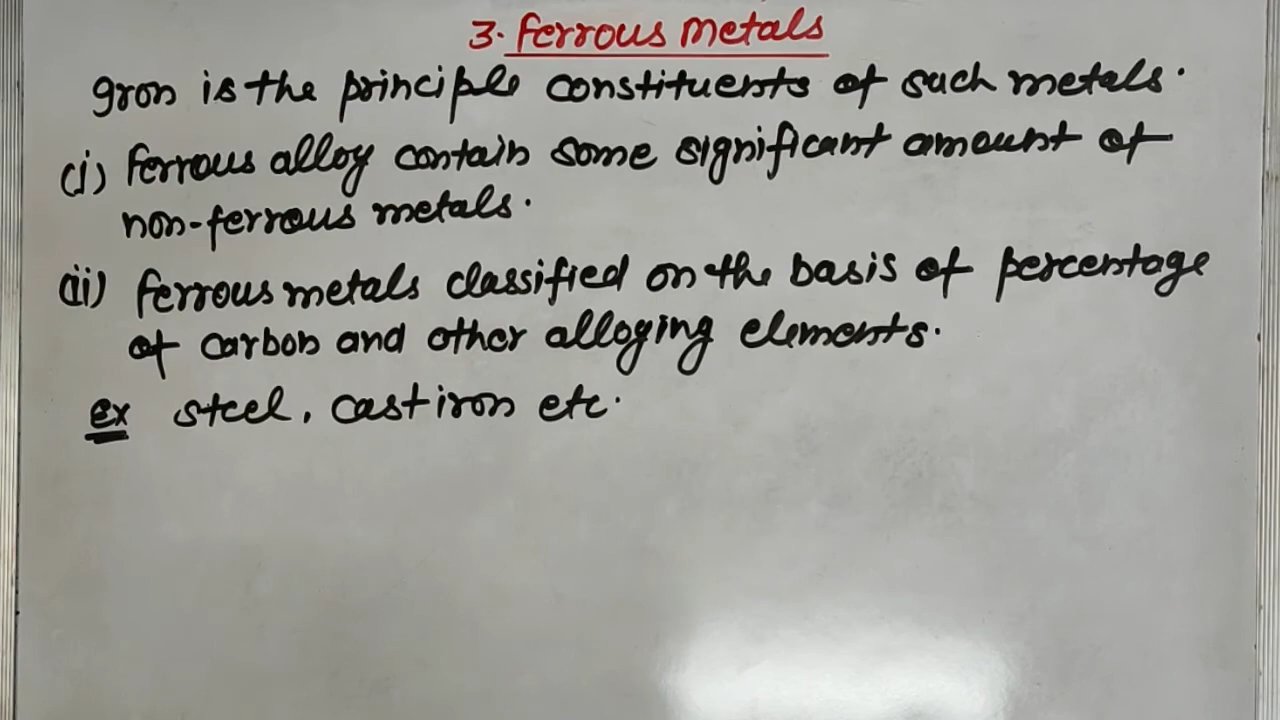 3. Ferrous Metals
Iron is the principle constituents of such metals.
(i) Ferrous alloy contain some significant amount of
non-ferrous metals.
(ii) Ferrous metals classified on the basis of percentage
of carbon and other alloging elements.
Ex steel, cast iron etc.